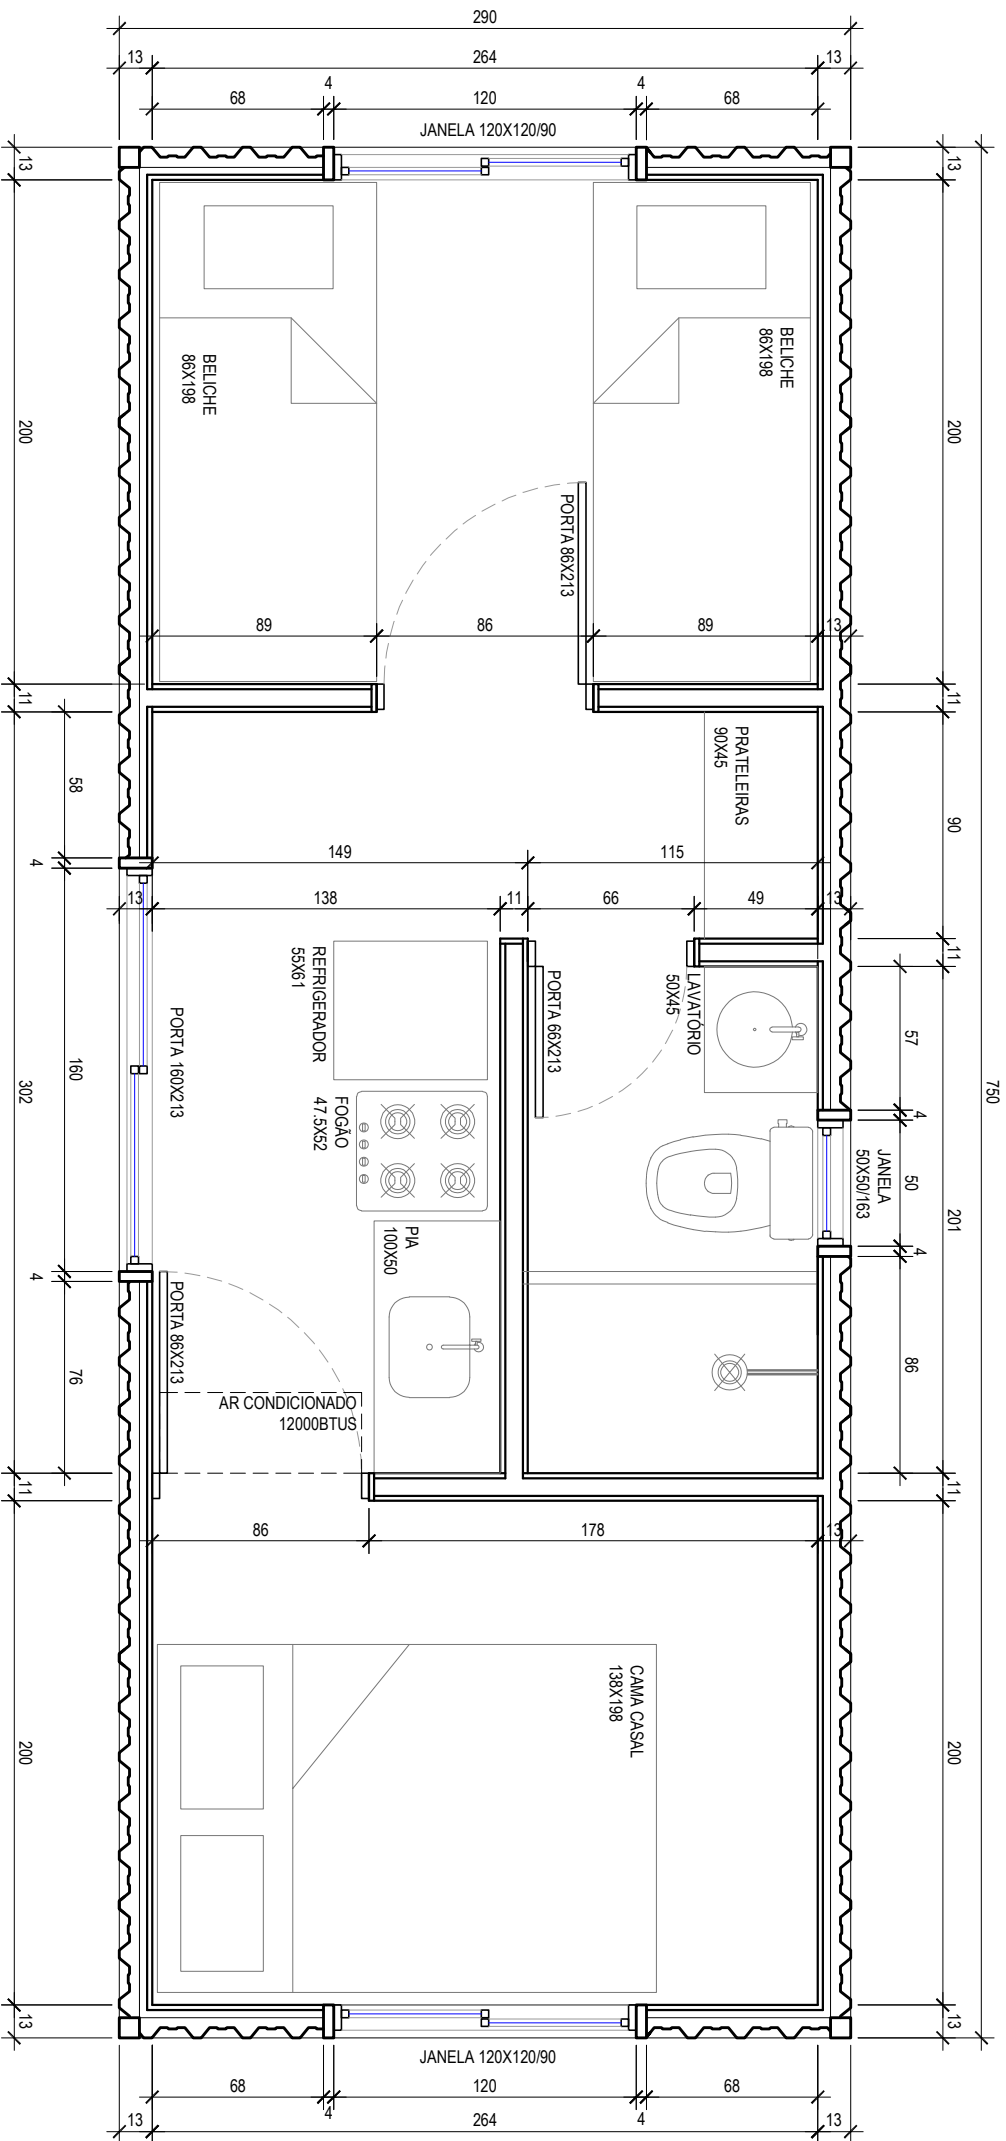 290
13
264
13
4
4
68
120
68
JANELA 120X120/90
13
13
BELICHE
86X198
BELICHE
86X198
200
200
750
PORTA 86X213
89
86
89
13
11
11
PRATELEIRAS
90X45
58
90
4
149
115
13
138
11
66
49
13
11
REFRIGERADOR
55X61
PORTA 66X213
LAVATÓRIO
50X45
57
PORTA 160X213
160
302
FOGÃO
47.5X52
4
JANELA
50X50/163
50
201
4
PIA
100X50
4
PORTA 86X213
76
86
AR CONDICIONADO
12000BTUS
11
11
86
178
13
CAMA CASAL
138X198
200
200
13
13
JANELA 120X120/90
68
120
68
4
4
13
264
13